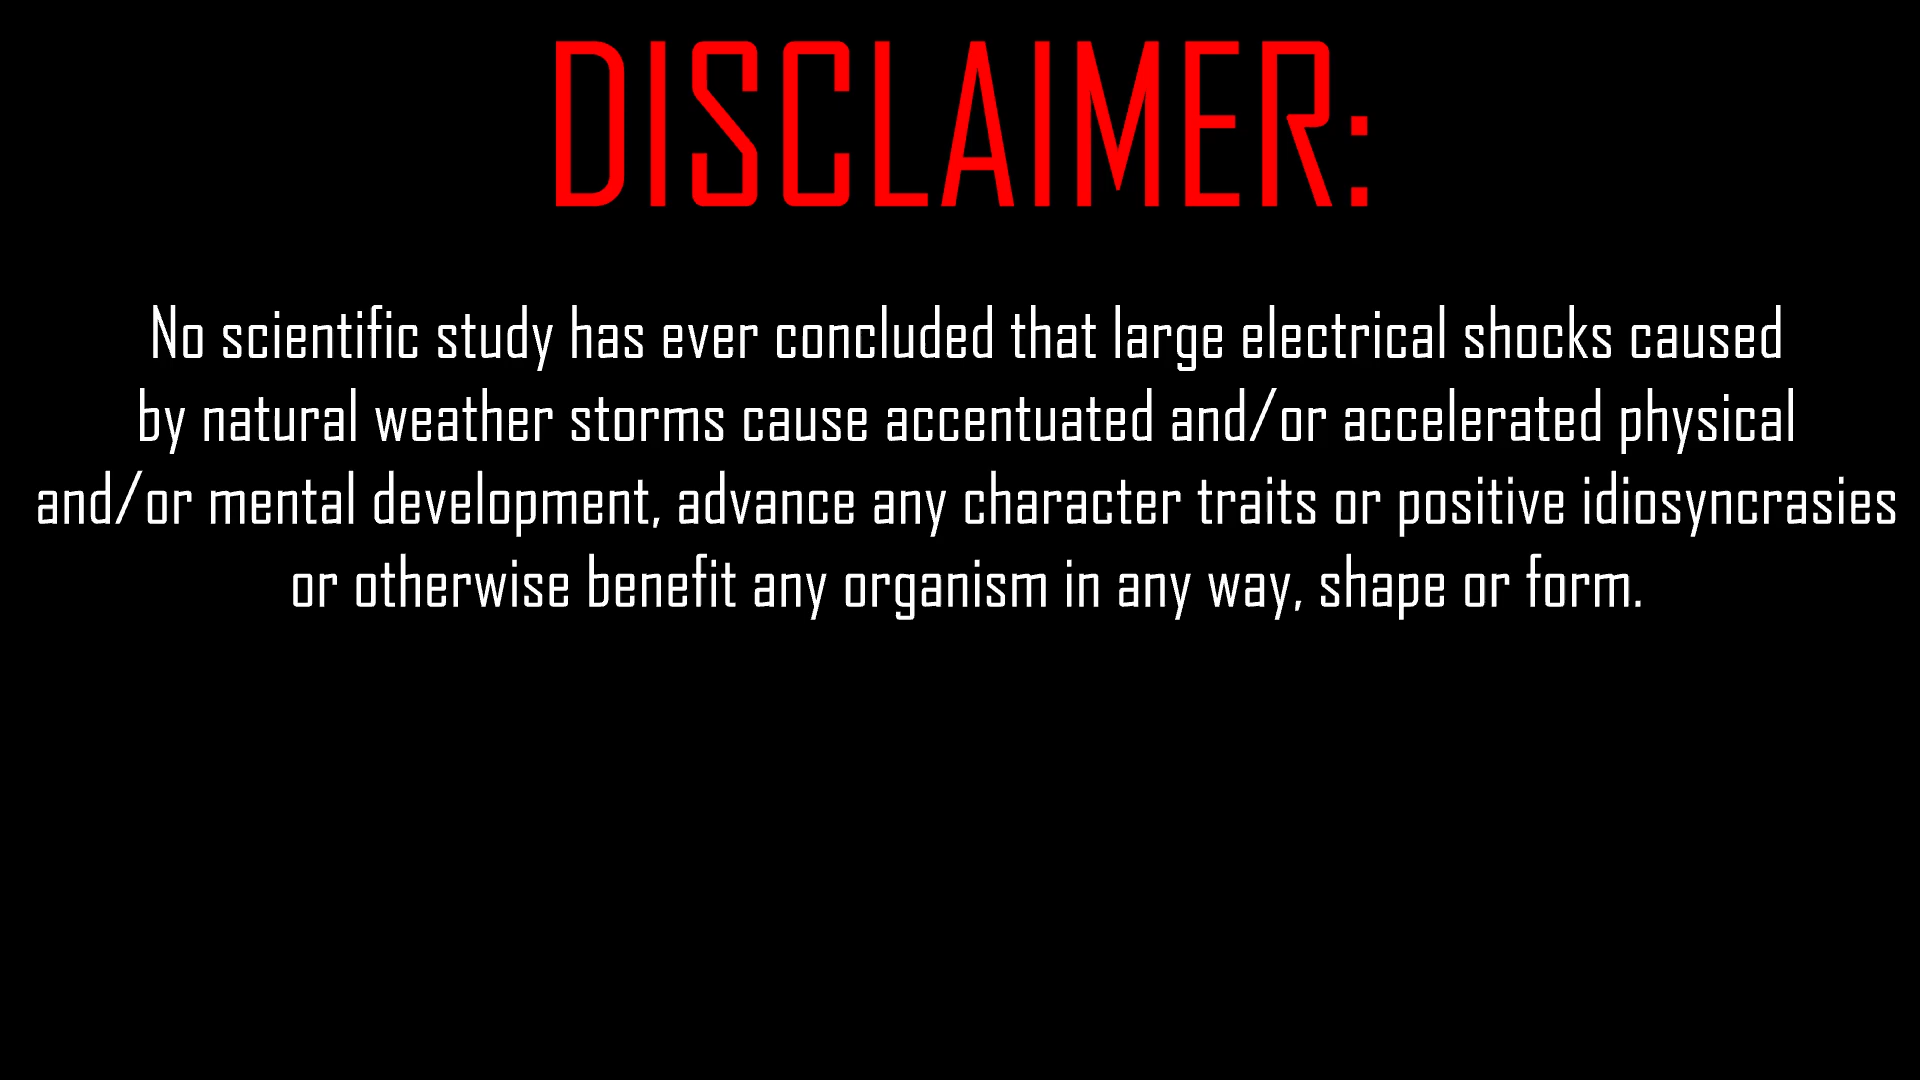 DISCLAIMER:
No scientific study has ever concluded that large electrical shocks caused
by natural weather storms cause accentuated and/or accelerated physical
and/or mental development, advance any character traits or positive idiosyncrasies
or otherwise benefit any organism in any way, shape or form.